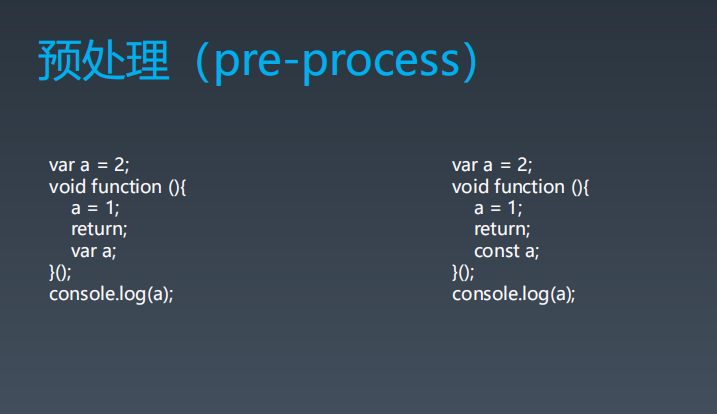 预处理（pre-process）
var a = 2;
void function (){
a = 1;
return;
var a;
}();
console.log(a);
var a = 2;
void function (){
a = 1;
return;
const a;
}();
console.log(a);